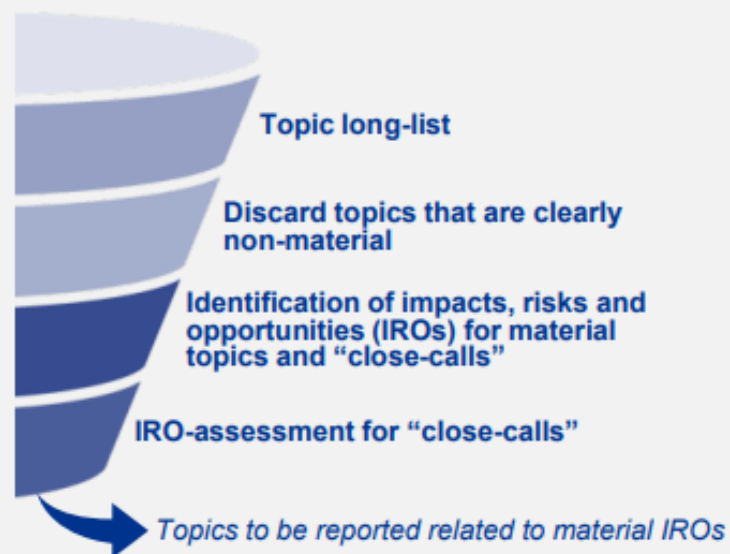 Topic long-list
Discard topics that are clearly
non-material
Identification of impacts, risks and
opportunities (IROs) for material
topics and “close-calls”
IRO-assessment for “close-calls”
Topics to be reported related to material IROs